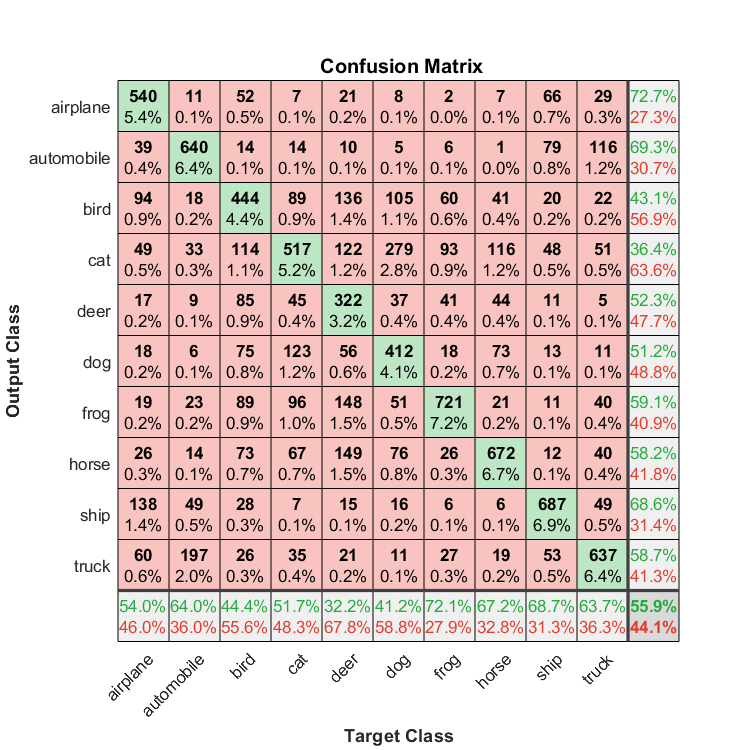 Confusion Matrix
airplane 540 11 52 7 21 8 2 7 66 29 72.7%
5.4% 0.1% 0.5% 0.1% 0.2% 0.1% 0.0% 0.1% 0.7% 0.3% 27.3%
automobile 39 640 14 14 10 5 6 1 79 116 69.3%
0.4% 6.4% 0.1% 0.1% 0.1% 0.1% 0.1% 0.0% 0.8% 1.2% 30.7%
bird 94 18 444 89 136 105 60 41 20 22 43.1%
0.9% 0.2% 4.4% 0.9% 1.4% 1.1% 0.6% 0.4% 0.2% 0.2% 56.9%
cat 49 33 114 517 122 279 93 116 48 51 36.4%
0.5% 0.3% 1.1% 5.2% 1.2% 2.8% 0.9% 1.2% 0.5% 0.5% 63.6%
deer 17 9 85 45 322 37 41 44 11 5 52.3%
0.2% 0.1% 0.9% 0.4% 3.2% 0.4% 0.4% 0.4% 0.1% 0.1% 47.7%
dog 18 6 75 123 56 412 18 73 13 11 51.2%
0.2% 0.1% 0.8% 1.2% 0.6% 4.1% 0.2% 0.7% 0.1% 0.1% 48.8%
frog 19 23 89 96 148 51 721 21 11 40 59.1%
0.2% 0.2% 0.9% 1.0% 1.5% 0.5% 7.2% 0.2% 0.1% 0.4% 40.9%
horse 26 14 73 67 149 76 26 672 12 40 58.2%
0.3% 0.1% 0.7% 0.7% 1.5% 0.8% 0.3% 6.7% 0.1% 0.4% 41.8%
ship 138 49 28 7 15 16 6 6 687 49 68.6%
1.4% 0.5% 0.3% 0.1% 0.1% 0.2% 0.1% 0.1% 6.9% 0.5% 31.4%
truck 60 197 26 35 21 11 27 19 53 637 58.7%
0.6% 2.0% 0.3% 0.4% 0.2% 0.1% 0.3% 0.2% 0.5% 6.4% 41.3%
54.0% 64.0% 44.4% 51.7% 32.2% 41.2% 72.1% 67.2% 68.7% 63.7% 55.9%
46.0% 36.0% 55.6% 48.3% 67.8% 58.8% 27.9% 32.8% 31.3% 36.3% 44.1%
airplane automobile bird cat deer dog frog horse ship truck
Target Class
Output Class